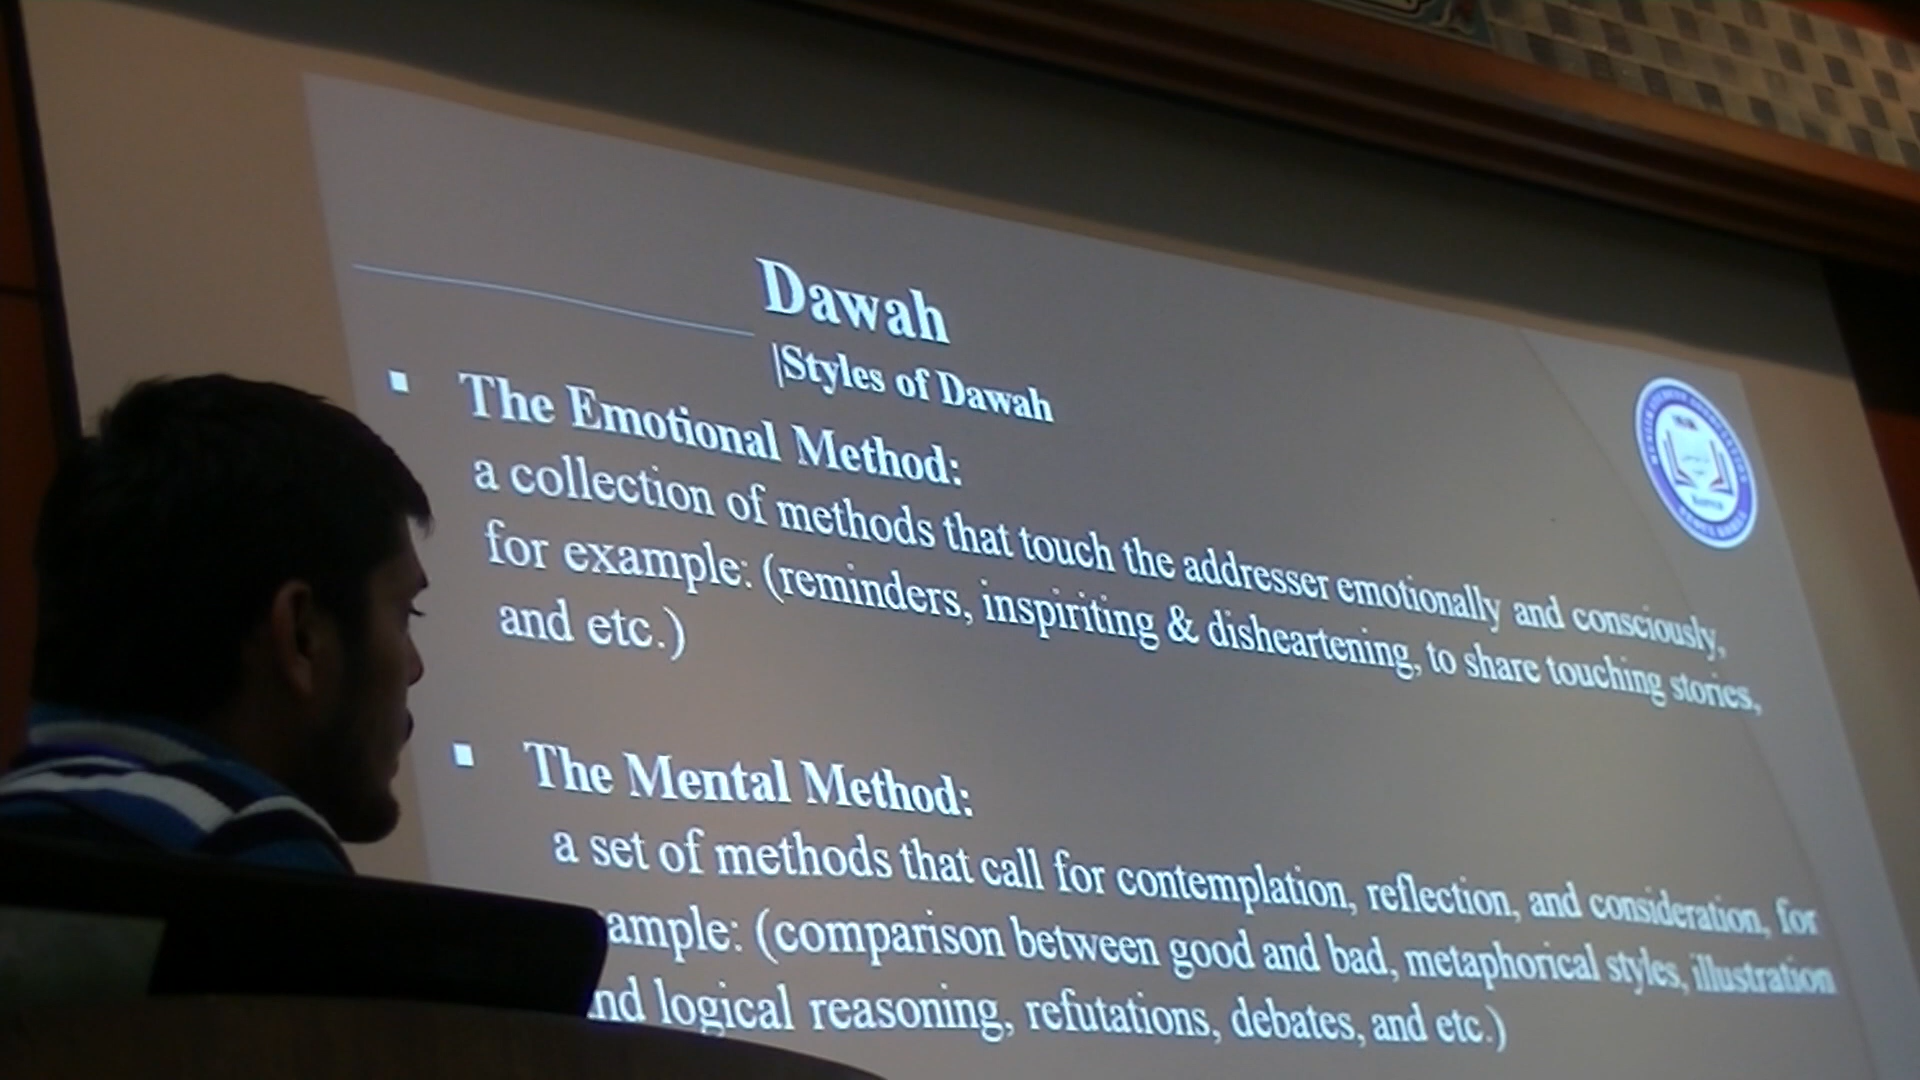 Dawah
|Styles of Dawah
▪ The Emotional Method:
a collection of methods that touch the addresser emotionally and consciously,
for example: (reminders, inspiriting & disheartening, to share touching stories,
and etc.)
▪ The Mental Method:
a set of methods that call for contemplation, reflection, and consideration, for
ample: (comparison between good and bad, metaphorical styles, illustration
nd logical reasoning, refutations, debates, and etc.)